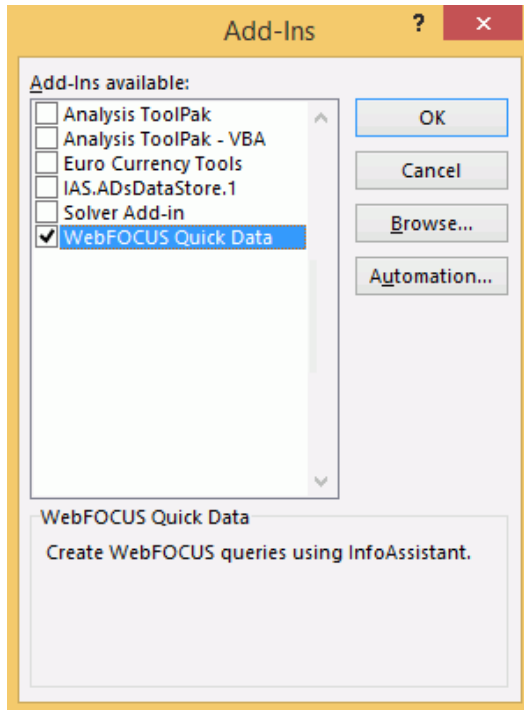 Add-Ins
?
×
Add-Ins available:
Analysis ToolPak
Analysis ToolPak - VBA
Euro Currency Tools
IAS.ADsDataStore.1
Solver Add-in
WebFOCUS Quick Data
OK
Cancel
Browse...
Automation...
WebFOCUS Quick Data
Create WebFOCUS queries using InfoAssistant.